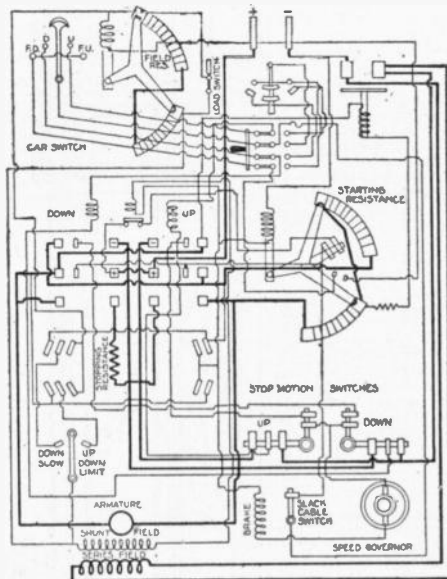 + -
F.D. D U F.U.
FIELD
RES.
LOAD SWITCH
CAR SWITCH
STARTING
RESISTANCE
DOWN
UP
STOPPING
RESISTANCE
STOP MOTION SWITCHES
UP
DOWN
DOWN
SLOW
UP
DOWN
LIMIT
ARMATURE
SHUNT FIELD
SERIES FIELD
BRAKE
SLACK
CABLE
SWITCH
SPEED GOVERNOR